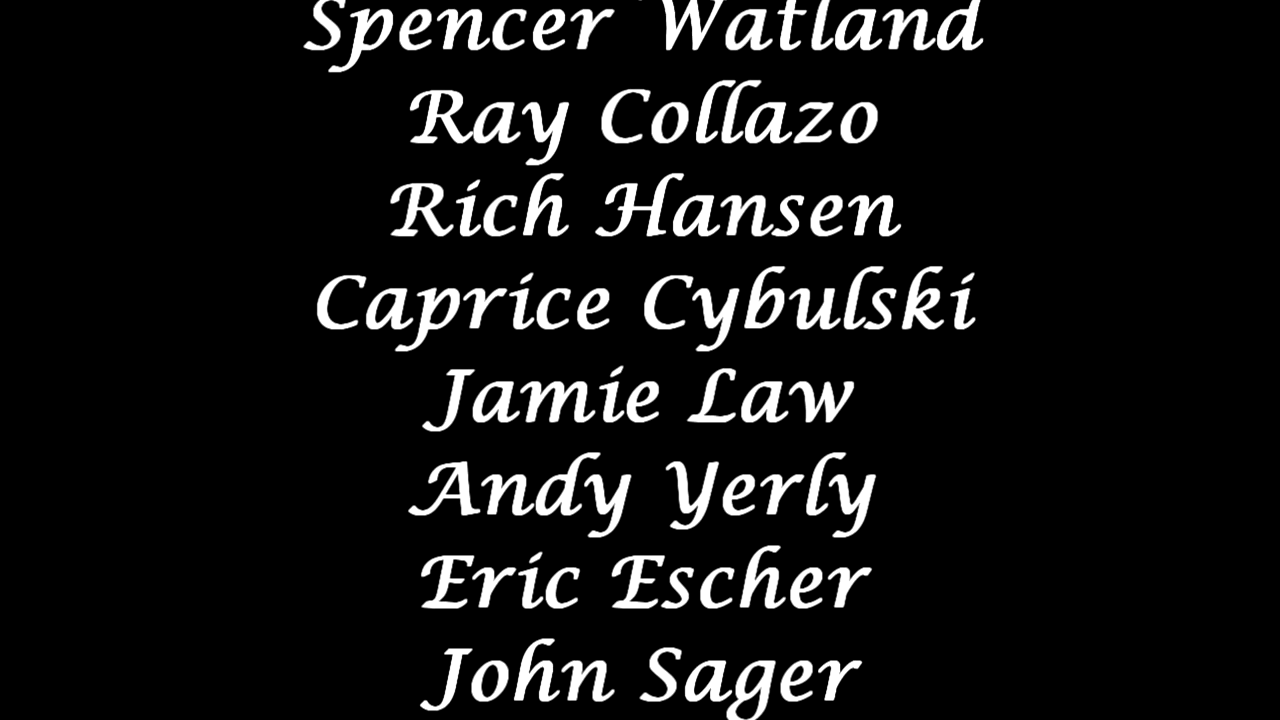 Spencer Watland
Ray Collazo
Rich Hansen
Caprice Cybulski
Jamie Law
Andy Yerly
Eric Escher
John Sager